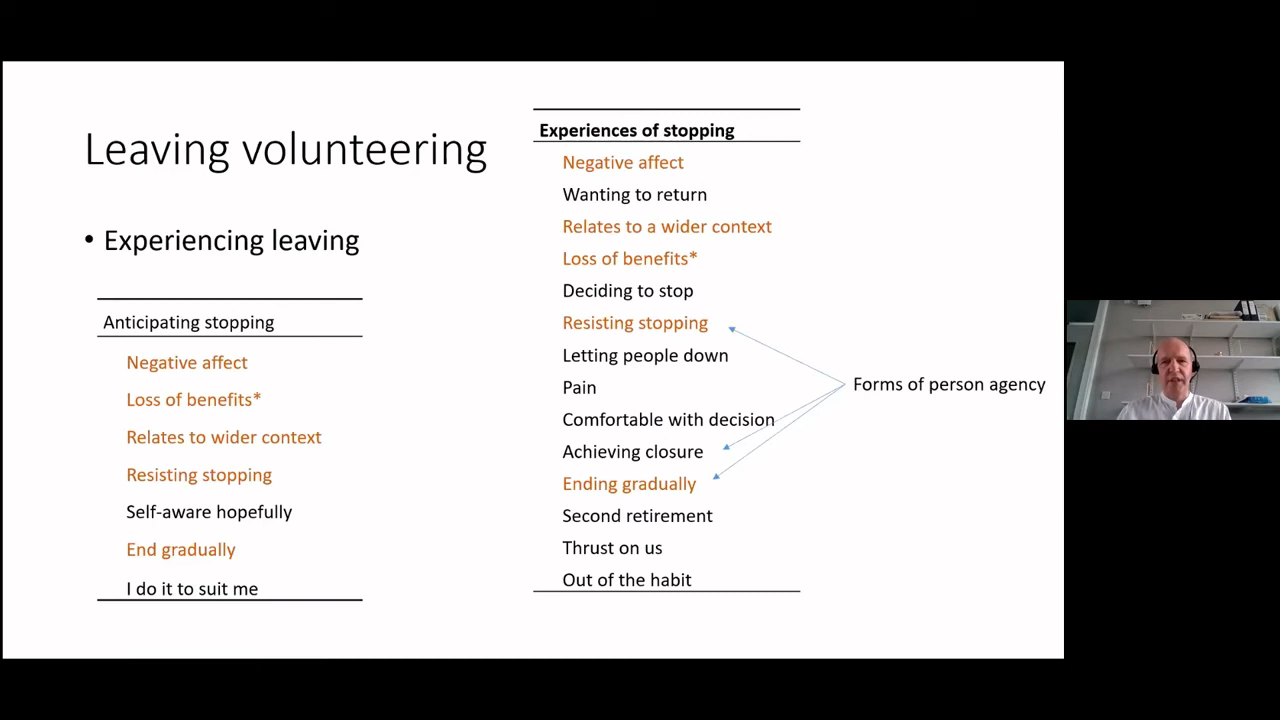 Leaving volunteering
• Experiencing leaving
Anticipating stopping
Negative affect
Loss of benefits*
Relates to wider context
Resisting stopping
Self-aware hopefully
End gradually
I do it to suit me
Experiences of stopping
Negative affect
Wanting to return
Relates to a wider context
Loss of benefits*
Deciding to stop
Resisting stopping
Letting people down
Pain
Comfortable with decision
Achieving closure
Ending gradually
Second retirement
Thrust on us
Out of the habit
Forms of person agency